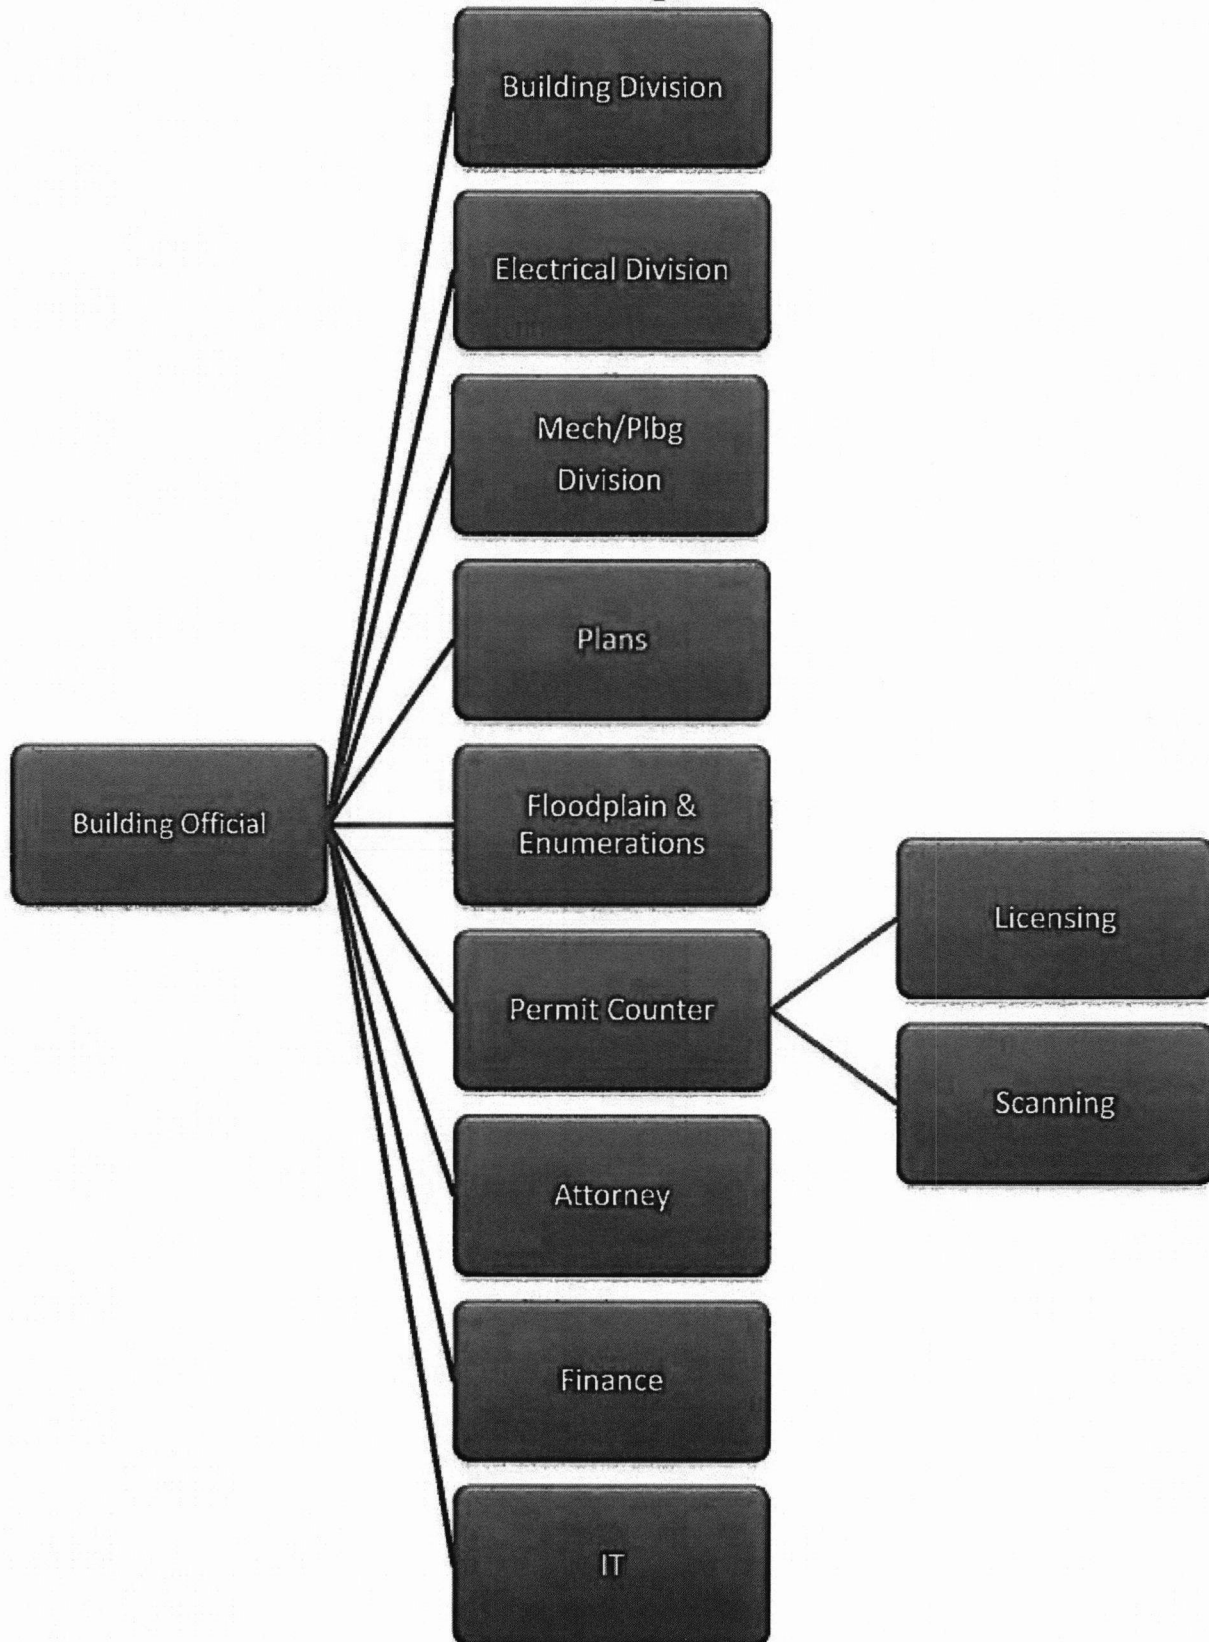 Building Division
Electrical Division
Mech/Plbg
Division
Plans
Building Official
Floodplain &
Enumerations
Licensing
Permit Counter
Scanning
Attorney
Finance
IT